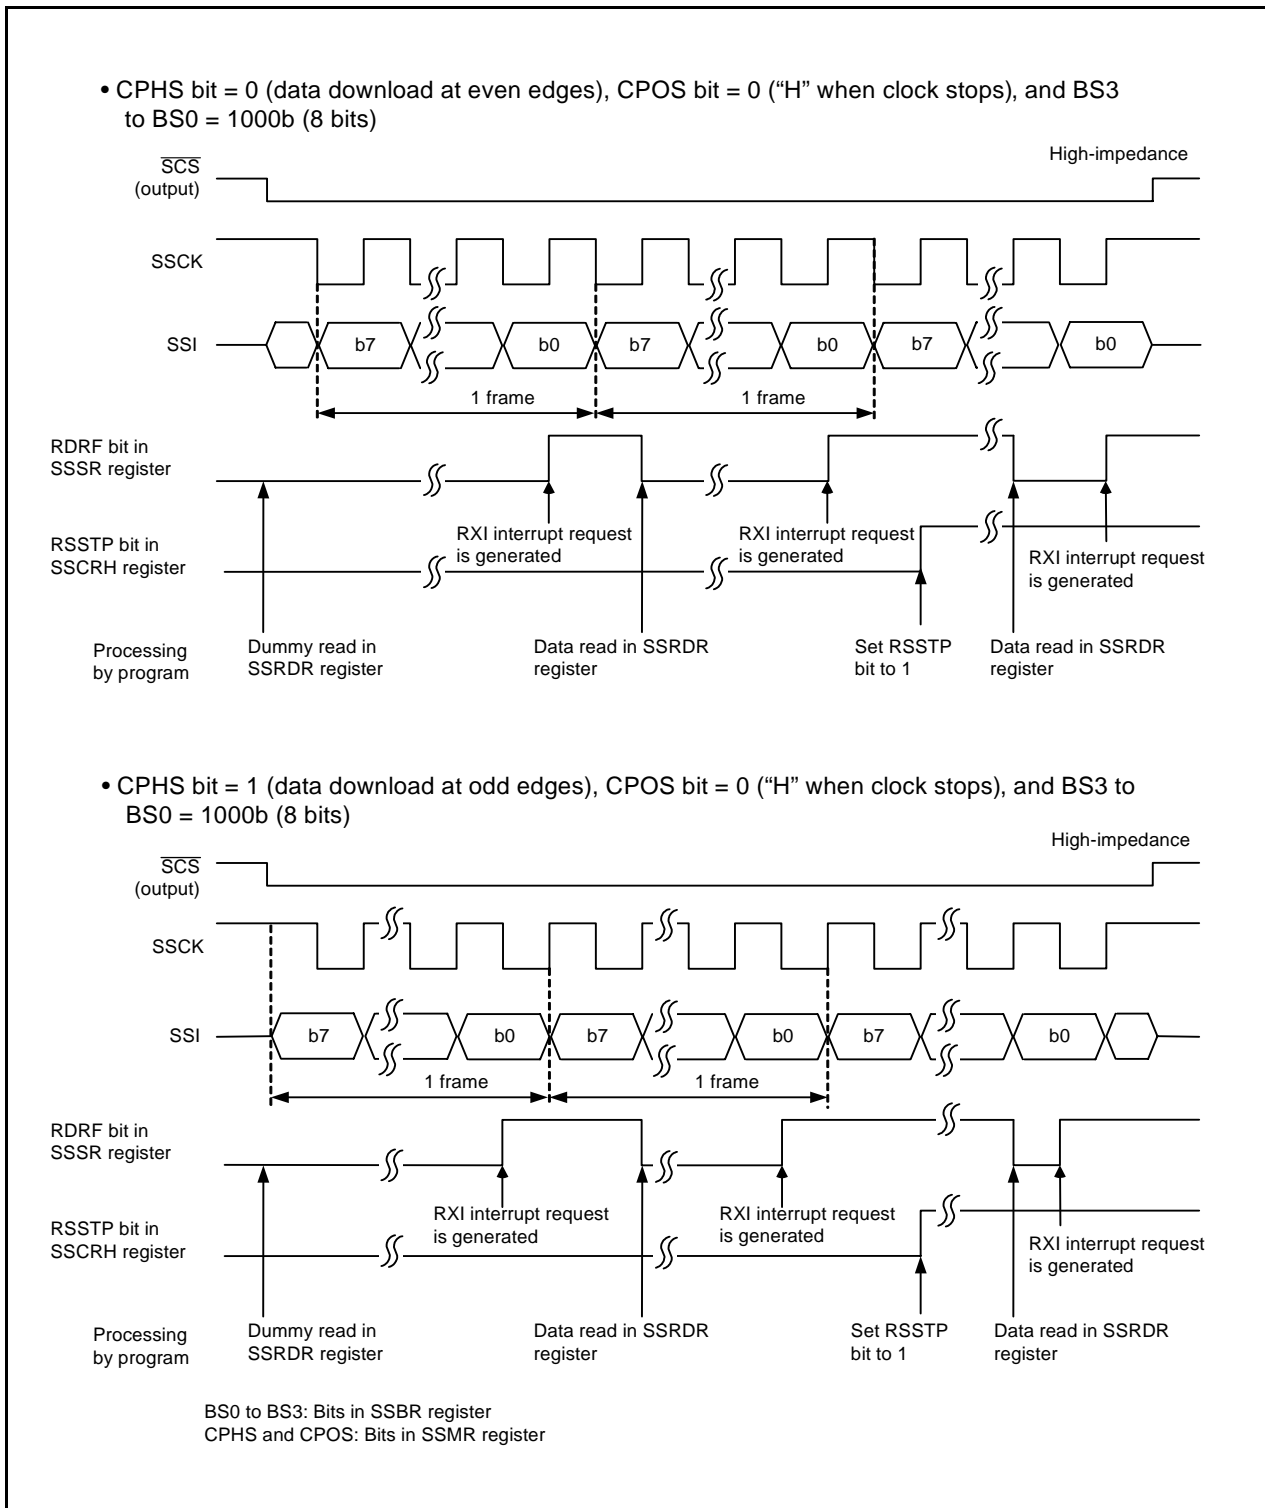 • CPHS bit = 0 (data download at even edges), CPOS bit = 0 (“H” when clock stops), and BS3
to BS0 = 1000b (8 bits)
SCS
(output)
High-impedance
SSCK
SSI
b7
b0
b7
b0
b7
b0
1 frame
1 frame
RDRF bit in
SSSR register
RXI interrupt request
is generated
RXI interrupt request
is generated
RXI interrupt request
is generated
RSSTP bit in
SSCRH register
Processing
by program
Dummy read in
SSRDR register
Data read in SSRDR
register
Set RSSTP
bit to 1
Data read in SSRDR
register
• CPHS bit = 1 (data download at odd edges), CPOS bit = 0 (“H” when clock stops), and BS3 to
BS0 = 1000b (8 bits)
SCS
(output)
High-impedance
SSCK
SSI
b7
b0
b7
b0
b7
b0
1 frame
1 frame
RDRF bit in
SSSR register
RXI interrupt request
is generated
RXI interrupt request
is generated
RXI interrupt request
is generated
RSSTP bit in
SSCRH register
Processing
by program
Dummy read in
SSRDR register
Data read in SSRDR
register
Set RSSTP
bit to 1
Data read in SSRDR
register
BS0 to BS3: Bits in SSBR register
CPHS and CPOS: Bits in SSMR register